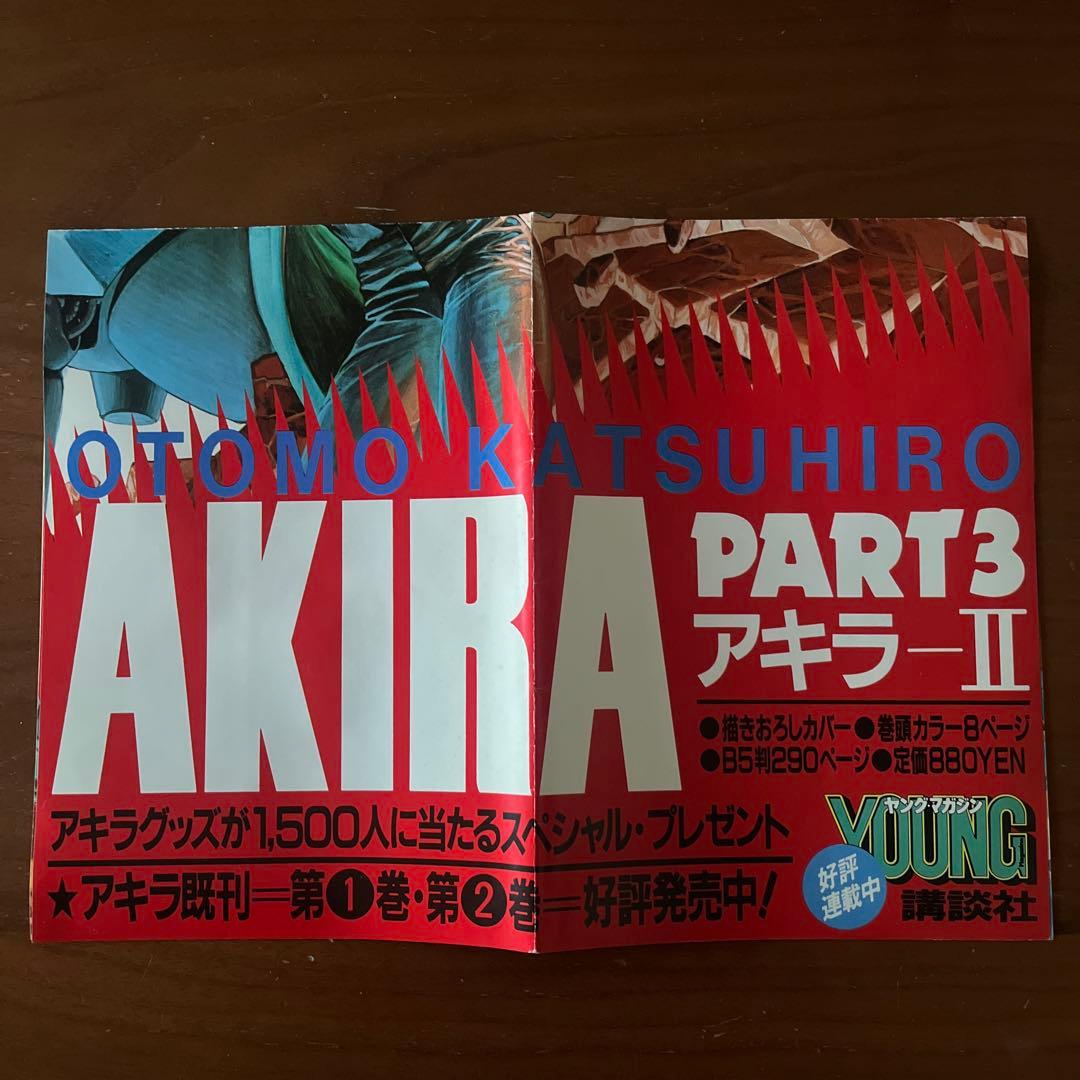 OTOMO KATSUHIRO
AKIRA
PART3
アキラーII
●描きおろしカバー●巻頭カラー8ページ
●B5判290ページ●定価880YEN
アキラグッズが1,500人に当たるスペシャル・プレゼント
★アキラ既刊=第❶巻・第❷巻=好評発売中!
ヤング・マガジン
YOUNG
好評
連載中
講談社